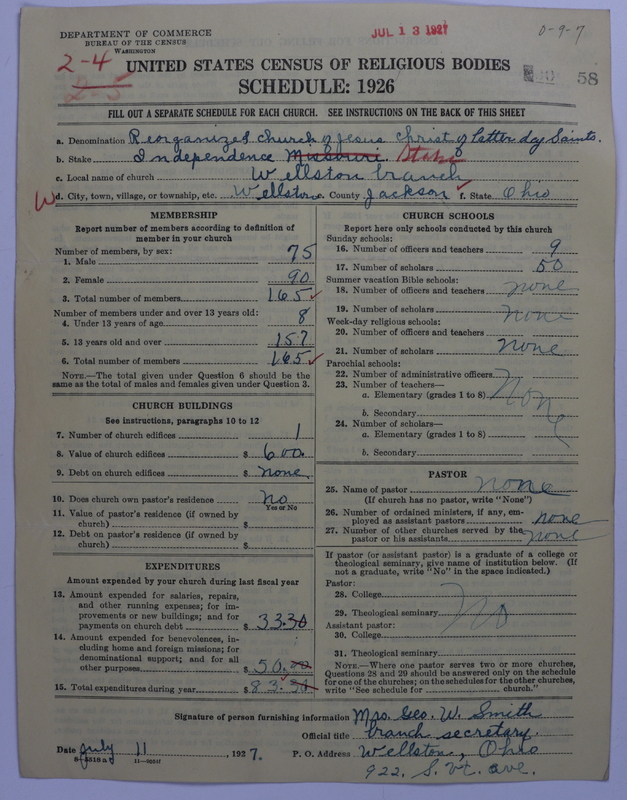 DEPARTMENT OF COMMERCE
BUREAU OF THE CENSUS
WASHINGTON
JUL 13 1927
0-9-7
2-4
2-5
UNITED STATES CENSUS OF RELIGIOUS BODIES
SCHEDULE: 1926
58
FILL OUT A SEPARATE SCHEDULE FOR EACH CHURCH. SEE INSTRUCTIONS ON THE BACK OF THIS SHEET
a. Denomination Reorganized church of Jesus Christ of Latter day Saints.
b. Stake Independence Missouri. Stake
c. Local name of church Wellston branch
W d. City, town, village, or township, etc. Wellston e. County Jackson f. State Ohio
MEMBERSHIP
Report number of members according to definition of member in your church
Number of members, by sex:
1. Male 75
2. Female 90
3. Total number of members 165
Number of members under and over 13 years old:
4. Under 13 years of age 8
5. 13 years old and over 157
6. Total number of members 165
NOTE.—The total given under Question 6 should be the
same as the total of males and females given under Question 3.
CHURCH BUILDINGS
See instructions, paragraphs 10 to 12
7. Number of church edifices 1
8. Value of church edifices $ 600.
9. Debt on church edifices $ none
10. Does church own pastor's residence No
Yes or No
11. Value of pastor's residence (if owned by
church) $
12. Debt on pastor's residence (if owned by
church) $
EXPENDITURES
Amount expended by your church during last fiscal year
13. Amount expended for salaries, repairs,
and other running expenses; for im-
provements or new buildings; and for
payments on church debt $ 33.30
14. Amount expended for benevolences, in-
cluding home and foreign missions; for
denominational support; and for all
other purposes $ 50.00
15. Total expenditures during year $ 83.30
CHURCH SCHOOLS
Report here only schools conducted by this church
Sunday schools:
16. Number of officers and teachers 9
17. Number of scholars 50
Summer vacation Bible schools:
18. Number of officers and teachers none
19. Number of scholars none
Week-day religious schools:
20. Number of officers and teachers
21. Number of scholars none
Parochial schools:
22. Number of administrative officers
23. Number of teachers—
a. Elementary (grades 1 to 8) None
b. Secondary
24. Number of scholars—
a. Elementary (grades 1 to 8)
b. Secondary
PASTOR
25. Name of pastor none
(If church has no pastor, write "None")
26. Number of ordained ministers, if any, em-
ployed as assistant pastors none
27. Number of other churches served by the
pastor or his assistants none
If pastor (or assistant pastor) is a graduate of a college or
theological seminary, give name of institution below. (If
not a graduate, write "No" in the space indicated.)
Pastor:
28. College
29. Theological seminary No
Assistant pastor:
30. College
31. Theological seminary
NOTE.—Where one pastor serves two or more churches,
Questions 28 and 29 should be answered only on the schedule
for one of the churches; on the schedules for the other churches,
write "See schedule for church."
Signature of person furnishing information Mrs. Geo. W. Smith
Official title branch secretary
Date July 11, 1927. P. O. Address Wellston, Ohio
11—9051
922. S. Vt. ave.